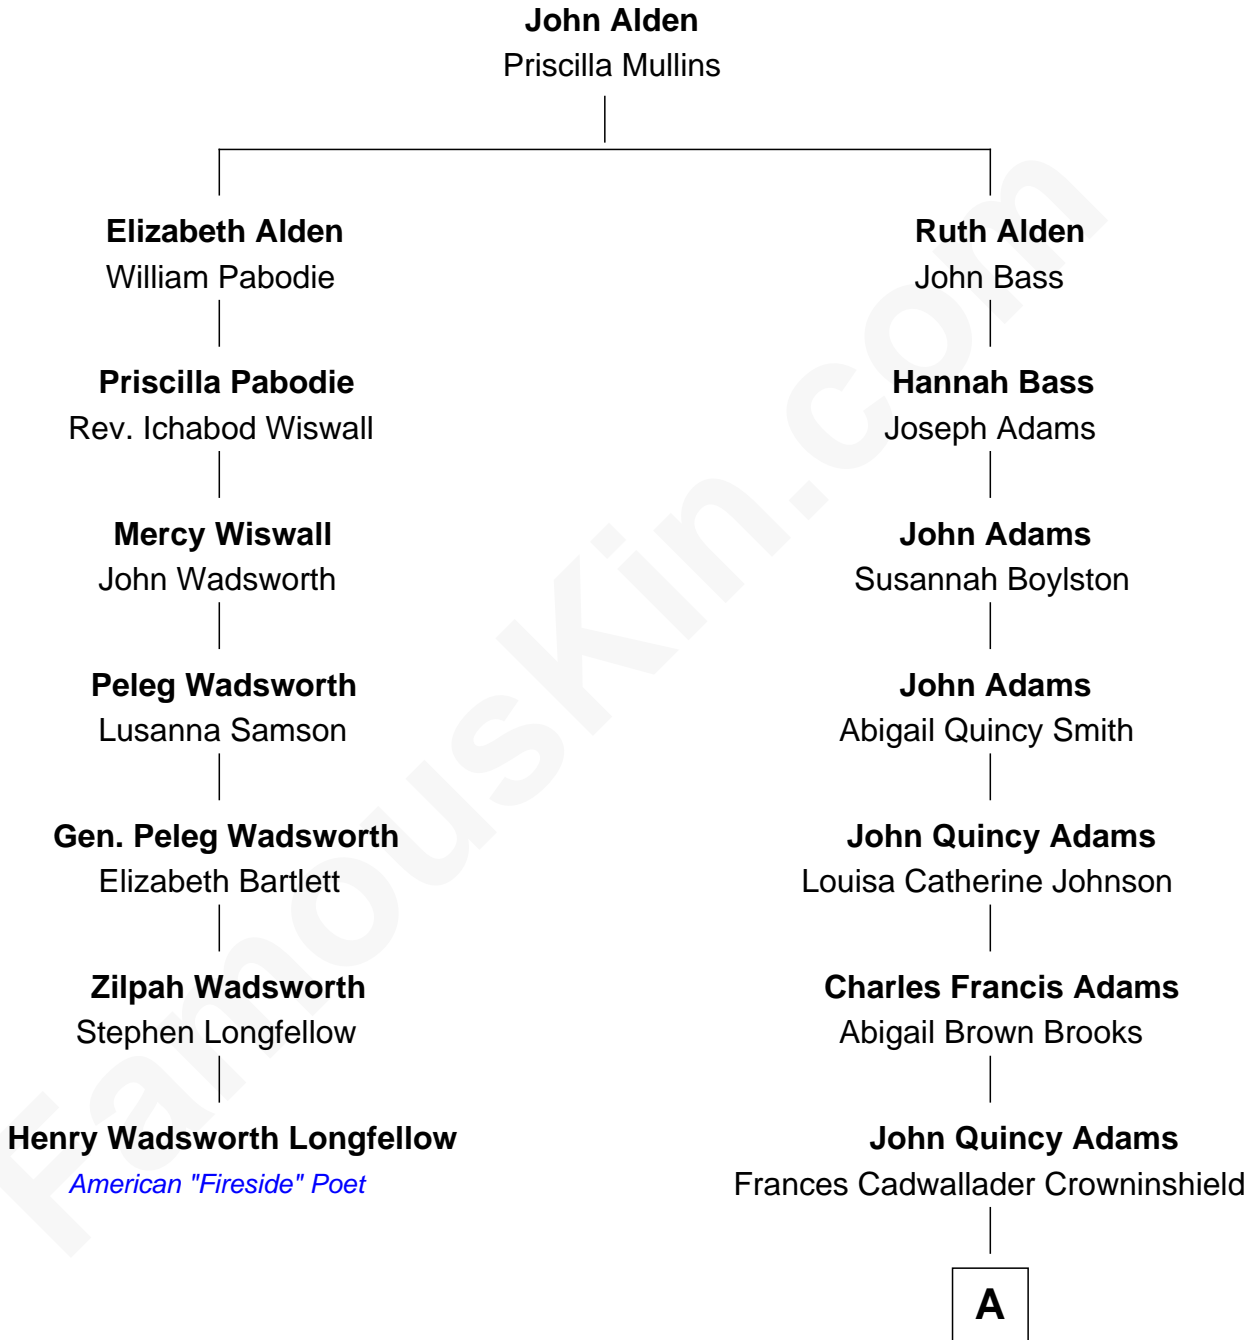 John Alden
Priscilla Mullins
Elizabeth Alden
William Pabodie
Priscilla Pabodie
Rev. Ichabod Wiswall
Mercy Wiswall
John Wadsworth
Peleg Wadsworth
Lusanna Samson
Gen. Peleg Wadsworth
Elizabeth Bartlett
Zilpah Wadsworth
Stephen Longfellow
Henry Wadsworth Longfellow
American "Fireside" Poet
Ruth Alden
John Bass
Hannah Bass
Joseph Adams
John Adams
Susannah Boylston
John Adams
Abigail Quincy Smith
John Quincy Adams
Louisa Catherine Johnson
Charles Francis Adams
Abigail Brown Brooks
John Quincy Adams
Frances Cadwallader Crowninshield
A
FamousKin.com